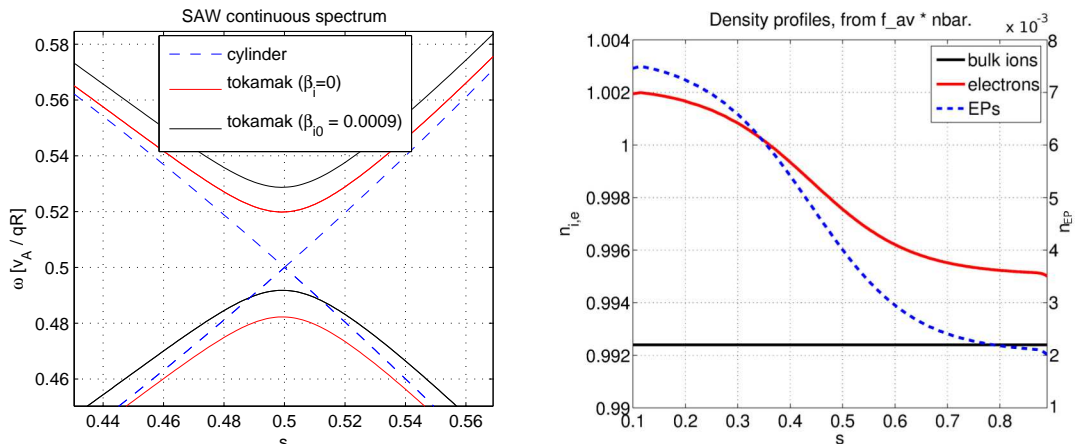 SAW continuous spectrum
cylinder
tokamak (β_i=0)
tokamak (β_i0 = 0.0009)
ω [v_A / qR]
0.58
0.56
0.54
0.52
0.5
0.48
0.46
0.44 0.46 0.48 0.5 0.52 0.54 0.56
s
Density profiles, from f_av * nbar.
x 10^-3
bulk ions
electrons
EPs
n_i,e
1.004
1.002
1
0.998
0.996
0.994
0.992
0.99
8
7
6
5
4
3
2
1
n_EP
0.1 0.2 0.3 0.4 0.5 0.6 0.7 0.8
s